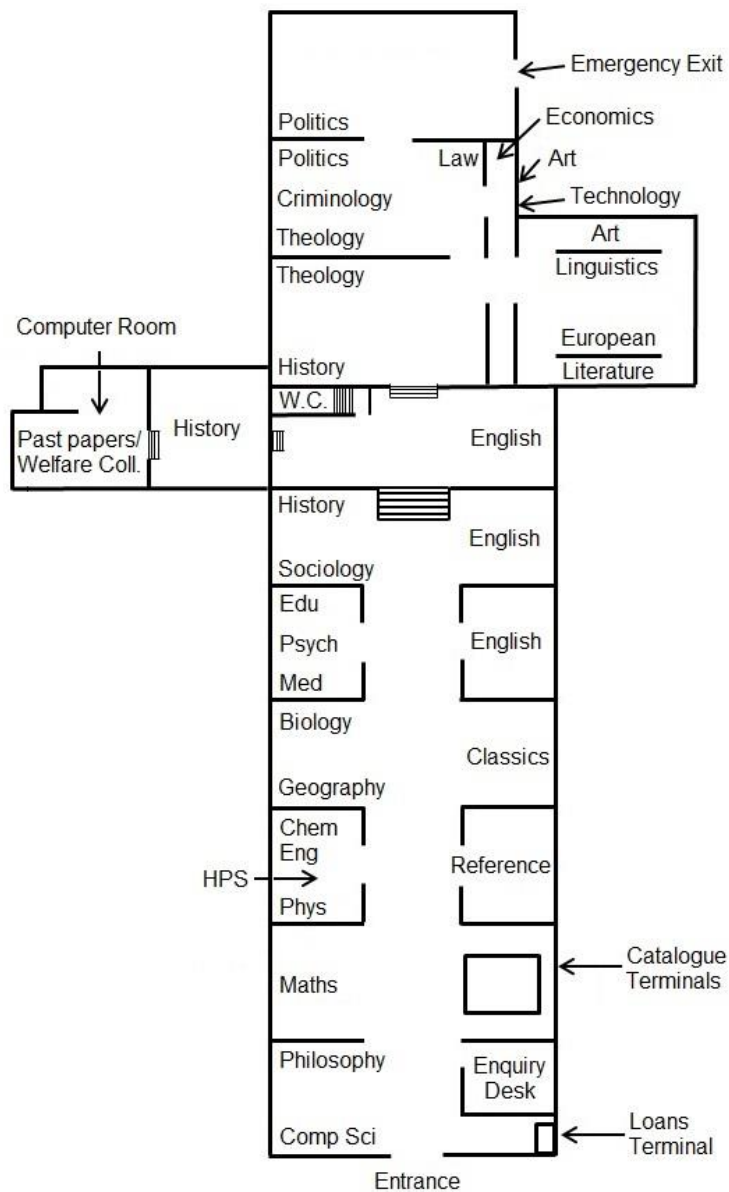 Emergency Exit
Economics
Politics
Politics
Law
Art
Criminology
Technology
Theology
Art
Theology
Linguistics
Computer Room
European
History
Literature
W.C.
History
English
Past papers/
Welfare Coll.
History
English
Sociology
Edu
Psych
English
Med
Biology
Classics
Geography
Chem
Eng
Reference
HPS
Phys
Catalogue
Terminals
Maths
Philosophy
Enquiry
Desk
Comp Sci
Loans
Terminal
Entrance